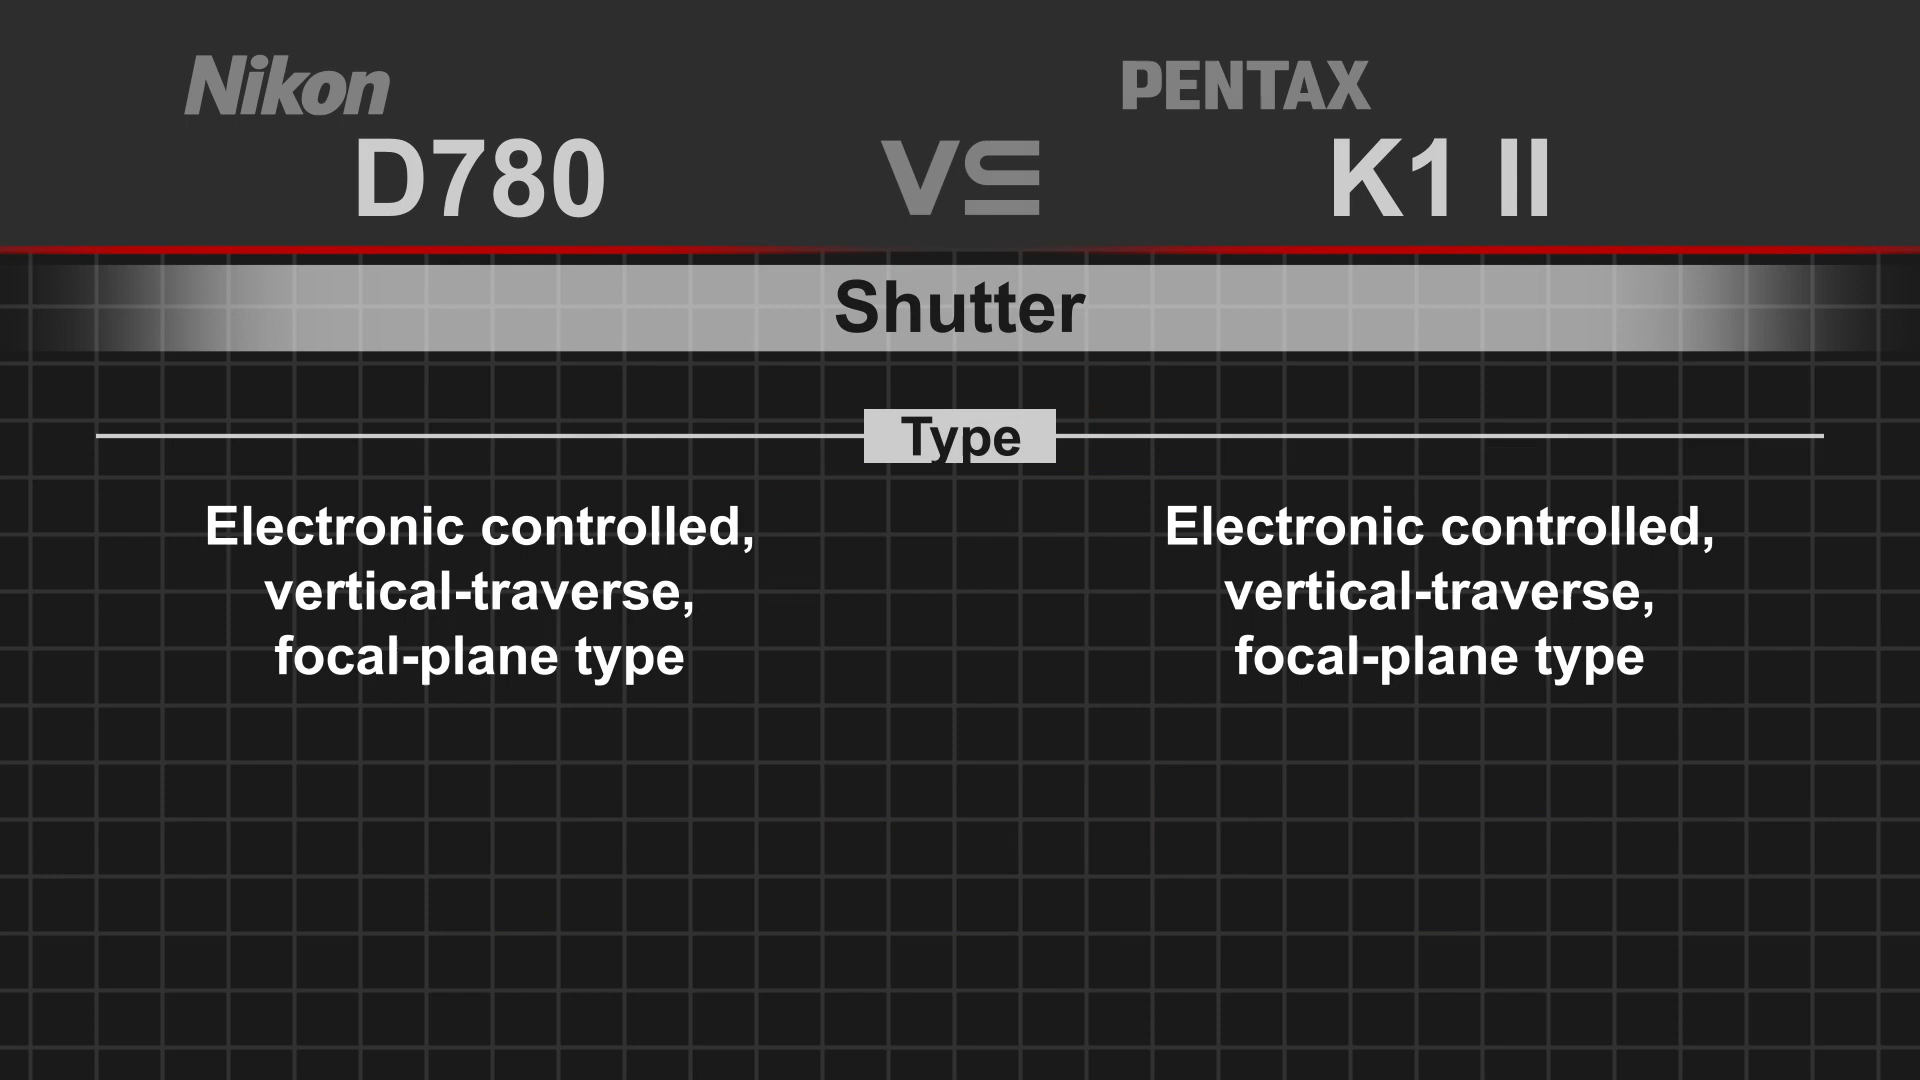 Nikon
PENTAX
D780
VS
K1 II
Shutter
Type
Electronic controlled,
vertical-traverse,
focal-plane type
Electronic controlled,
vertical-traverse,
focal-plane type